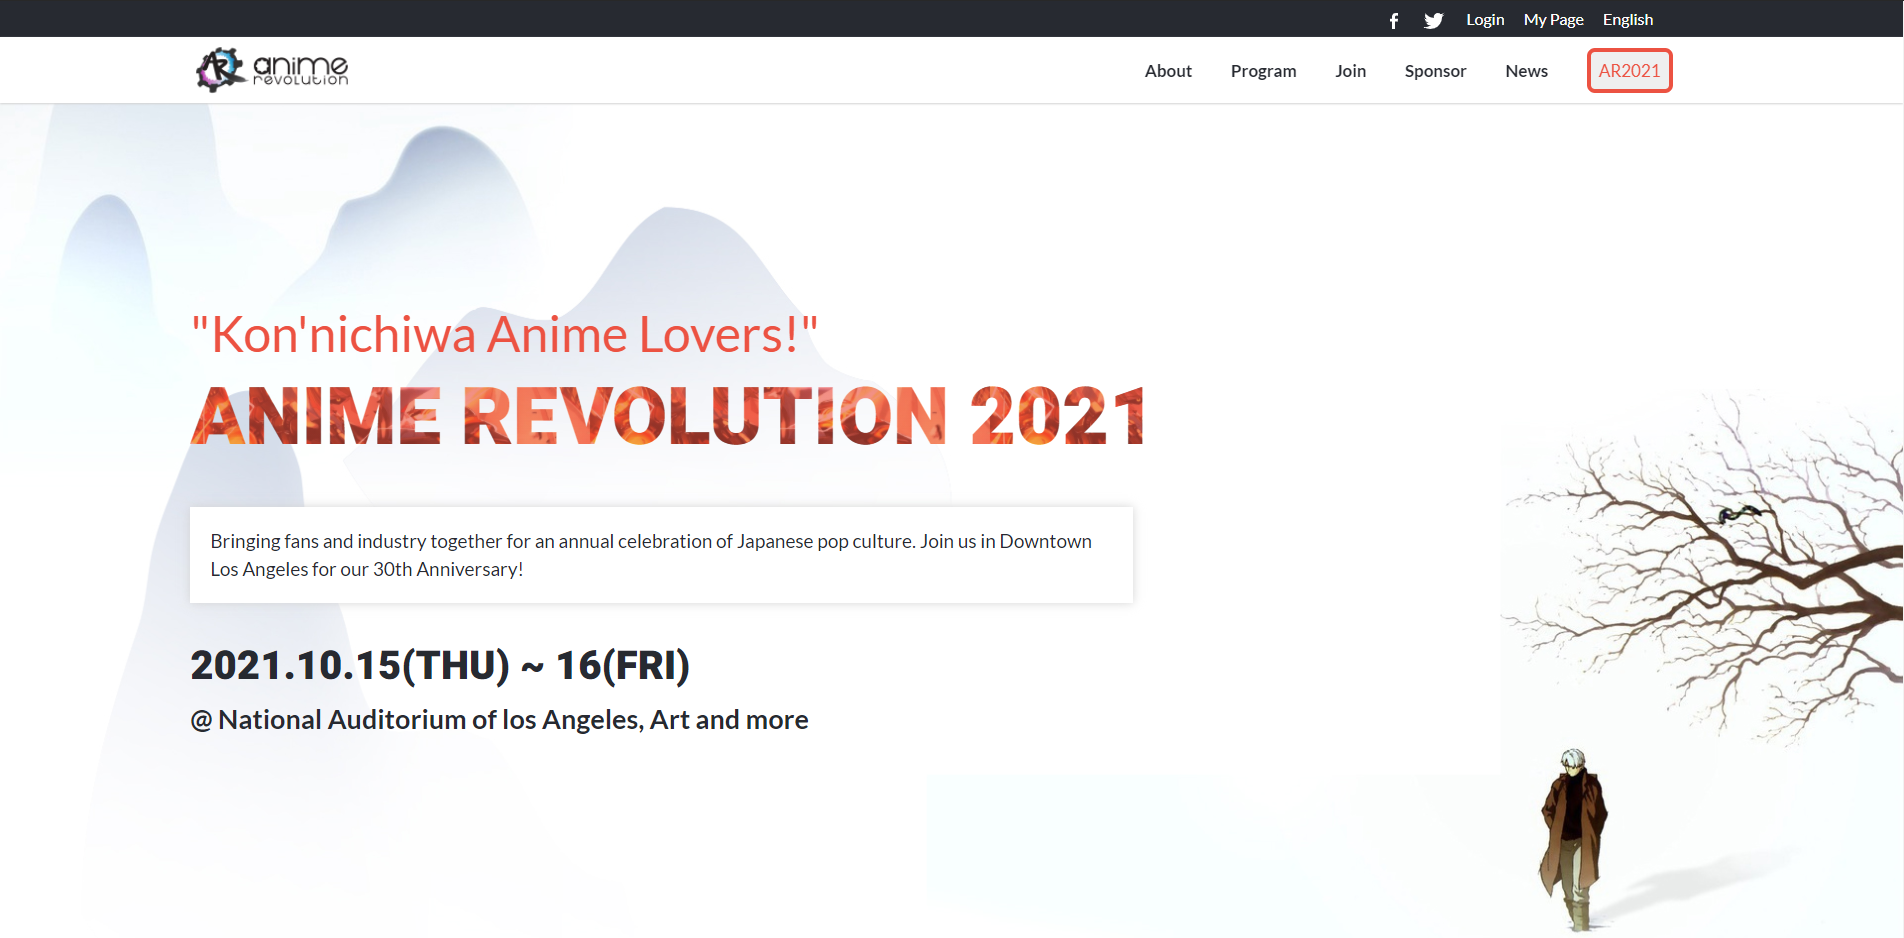 Login My Page English
AR anime
revolution
About Program Join Sponsor News AR2021
"Kon'nichiwa Anime Lovers!"
ANIME REVOLUTION 2021
Bringing fans and industry together for an annual celebration of Japanese pop culture. Join us in Downtown
Los Angeles for our 30th Anniversary!
2021.10.15(THU) ~ 16(FRI)
@ National Auditorium of los Angeles, Art and more